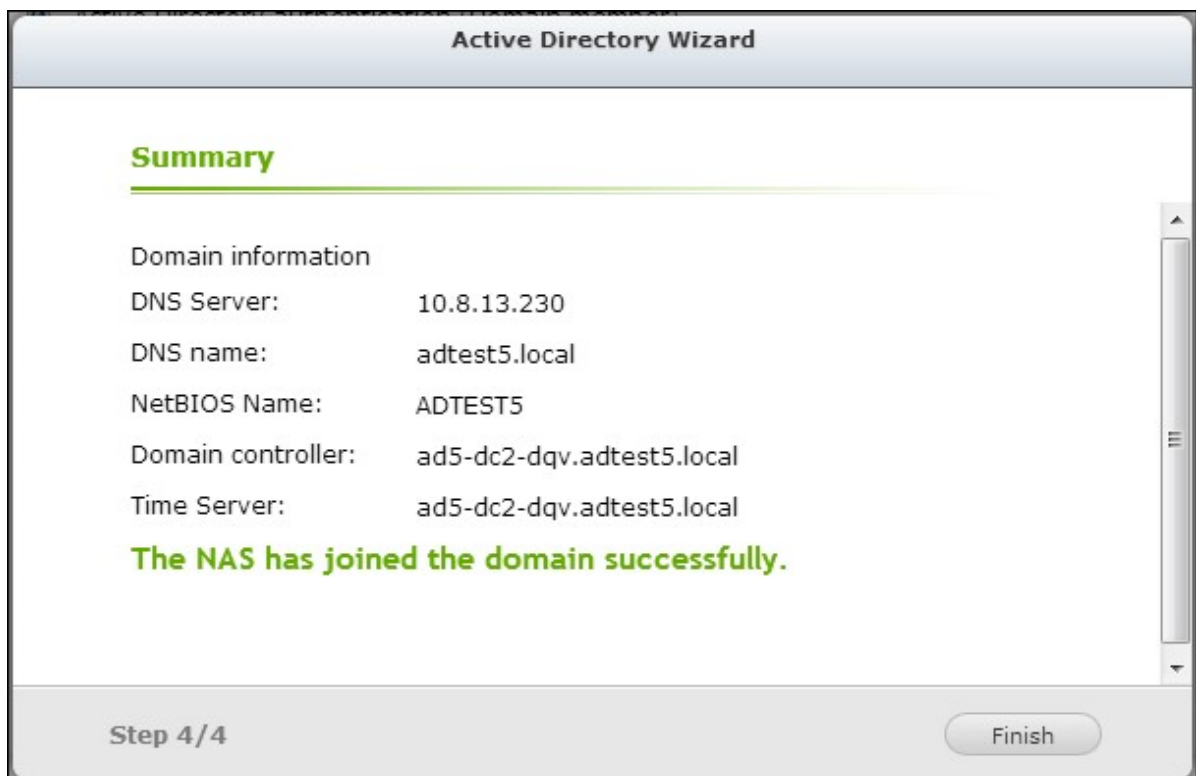 Active Directory Wizard
Summary
Domain information
DNS Server: 10.8.13.230
DNS name: adtest5.local
NetBIOS Name: ADTEST5
Domain controller: ad5-dc2-dqv.adtest5.local
Time Server: ad5-dc2-dqv.adtest5.local
The NAS has joined the domain successfully.
Step 4/4 Finish